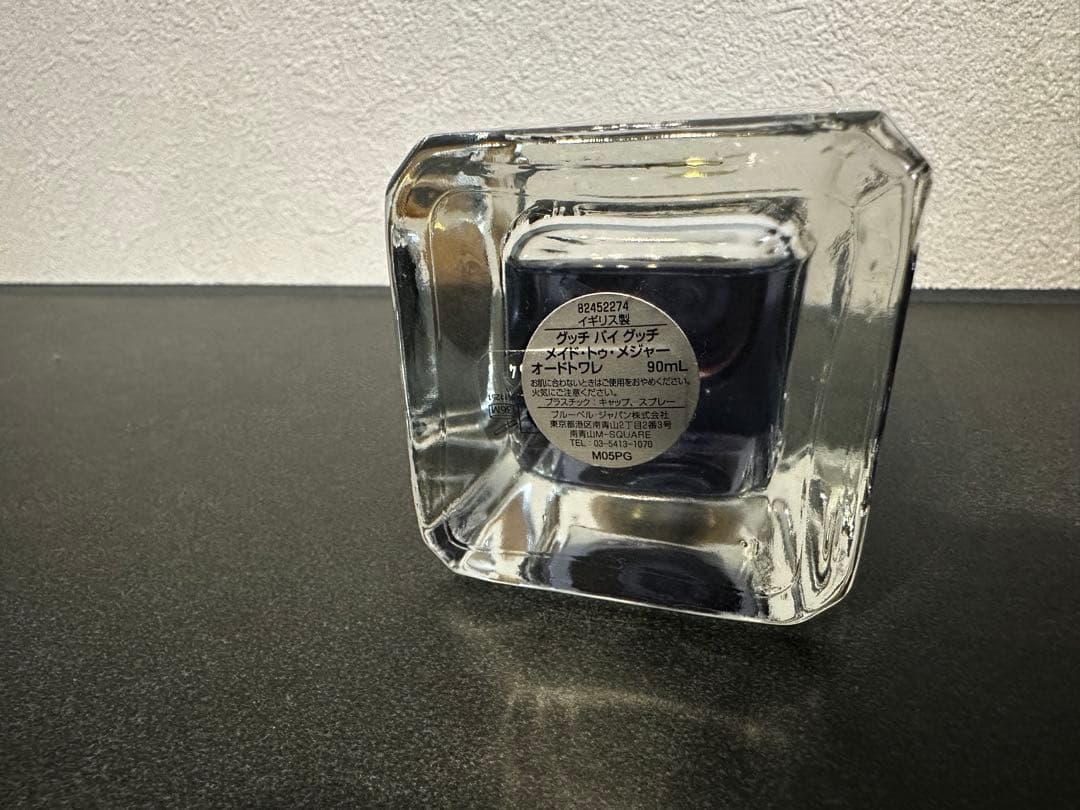 82452274
イギリス製
グッチ バイ グッチ
メイド・トゥ・メジャー
オードトワレ 90mL
お肌に合わないときはご使用をおやめください。
火気にご注意ください。
プラスチック：キャップ、スプレー
ブルーベル・ジャパン株式会社
東京都港区南青山2丁目2番3号
南青山M-SQUARE
TEL：03-5413-1070
M05PG
36M